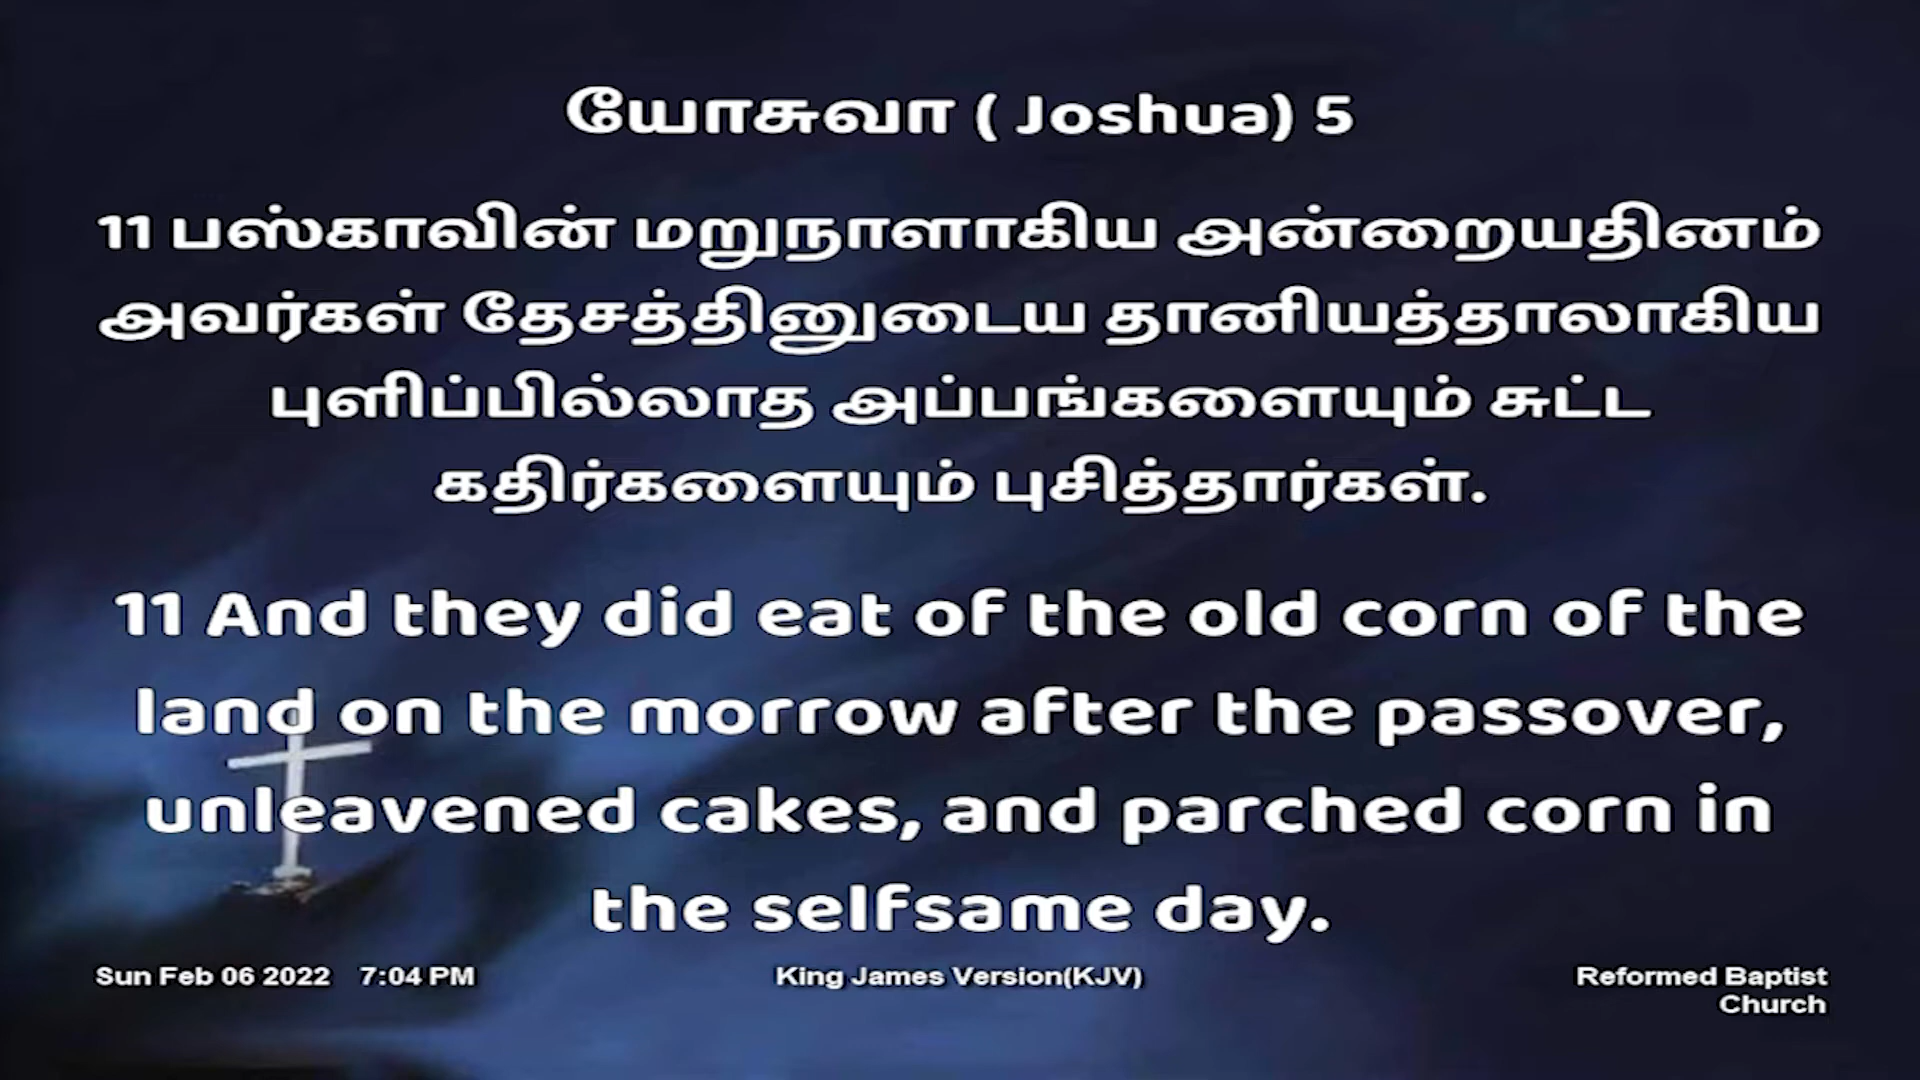 யோசுவா ( Joshua) 5
11 பஸ்காவின் மறுநாளாகிய அன்றையதினம்
அவர்கள் தேசத்தினுடைய தானியத்தாலாகிய
புளிப்பில்லாத அப்பங்களையும் சுட்ட
கதிர்களையும் புசித்தார்கள்.
11 And they did eat of the old corn of the
land on the morrow after the passover,
unleavened cakes, and parched corn in
the selfsame day.
Sun Feb 06 2022 7:04 PM
King James Version(KJV)
Reformed Baptist
Church